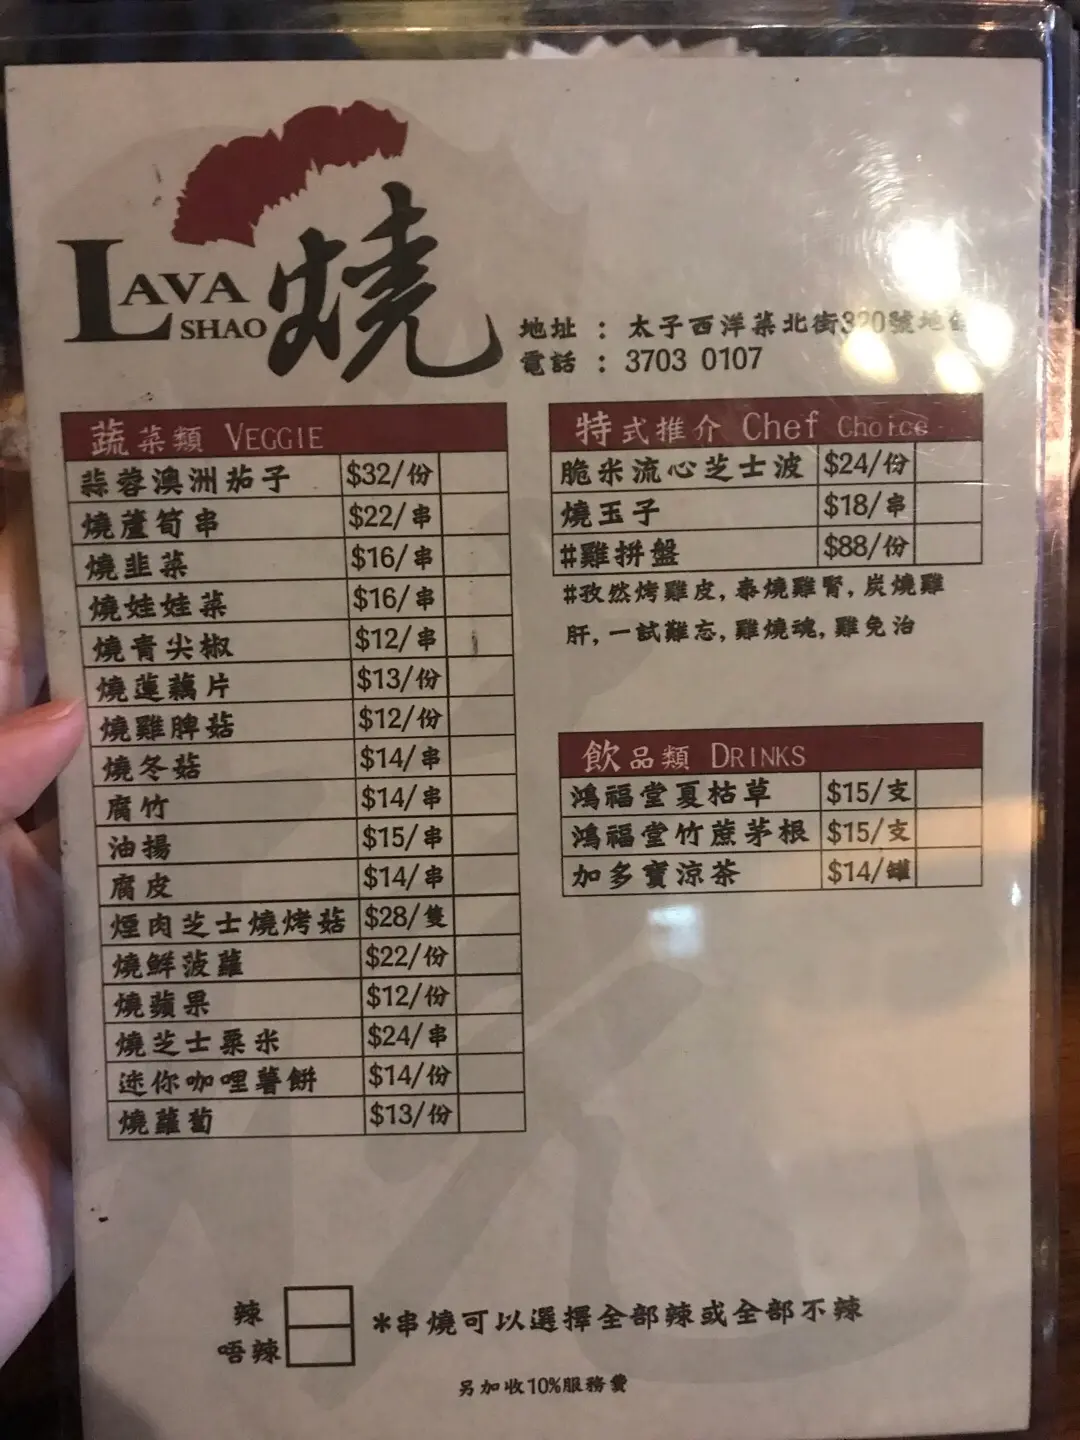 LAVA
SHAO 燒
地址 : 太子西洋菜北街320號地
電話 : 3703 0107
蔬菜類 VEGGIE
蒜蓉澳洲茄子 $32/份
燒蘆筍串 $22/串
燒韭菜 $16/串
燒娃娃菜 $16/串
燒青尖椒 $12/串
燒蓮藕片 $13/份
燒雞脾菇 $12/份
燒冬菇 $14/串
腐竹 $14/串
油揚 $15/串
腐皮 $14/串
煙肉芝士燒烤菇 $28/隻
燒鮮菠蘿 $22/份
燒蘋果 $12/份
燒芝士粟米 $24/串
迷你咖哩薯餅 $14/份
燒蘿蔔 $13/份
特式推介 Chef Choice
脆米流心芝士波 $24/份
燒玉子 $18/串
#雞拼盤 $88/份
#孜然烤雞皮,泰燒雞腎,炭燒雞
肝,一試難忘,雞燒魂,雞免治
飲品類 DRINKS
鴻福堂夏枯草 $15/支
鴻福堂竹蔗茅根 $15/支
加多寶涼茶 $14/罐
辣
唔辣
*串燒可以選擇全部辣或全部不辣
另加收10%服務費